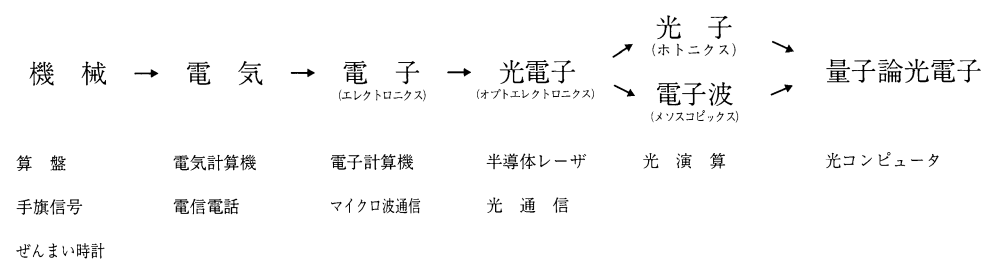 機 械 → 電 気 → 電 子 → 光電子 → 光 子 → 量子論光電子
(エレクトロニクス) (オプトエレクトロニクス) (ホトニクス)
電子波
(メソスコピックス)
算 盤 電気計算機 電子計算機 半導体レーザ 光 演 算 光コンピュータ
手旗信号 電信電話 マイクロ波通信 光 通 信
ぜんまい時計